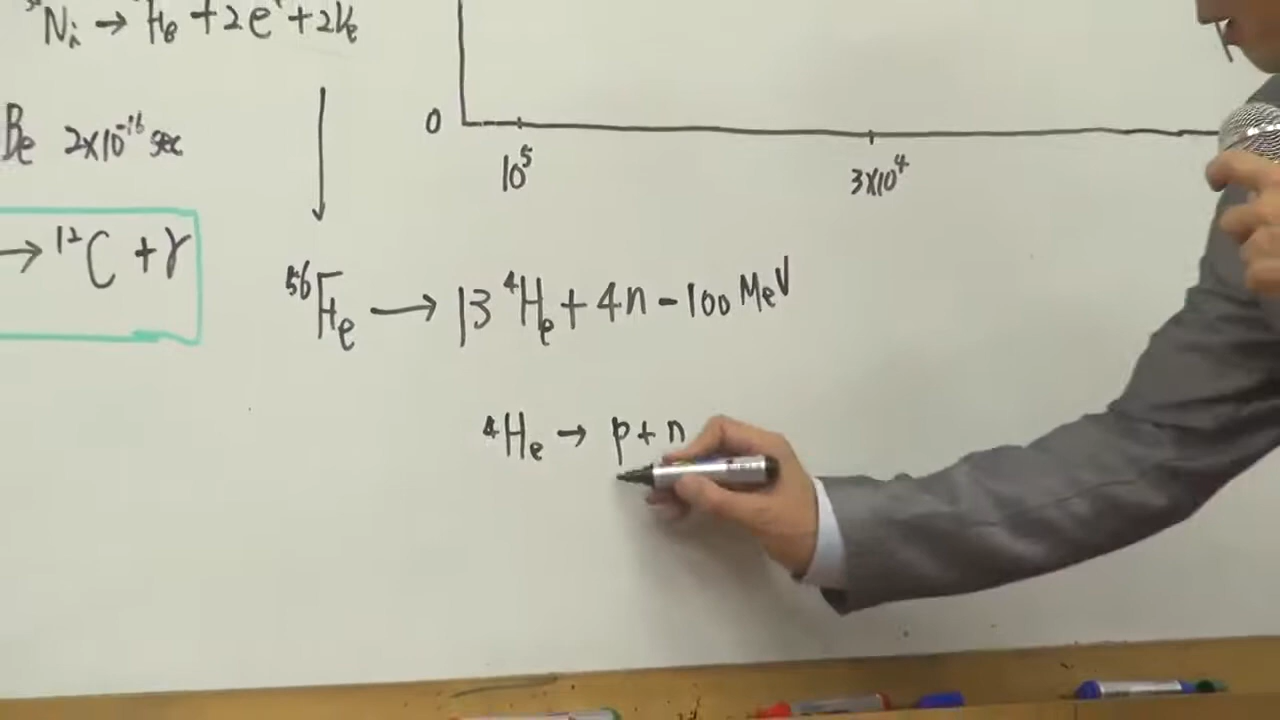 Ni → He + 2e⁺ + 2νe
Be 2×10⁻¹⁶ sec
→ ¹²C + γ
0
10⁵
3×10⁴
⁵⁶Fe → 13 ⁴He + 4n - 100 MeV
⁴He → p + n